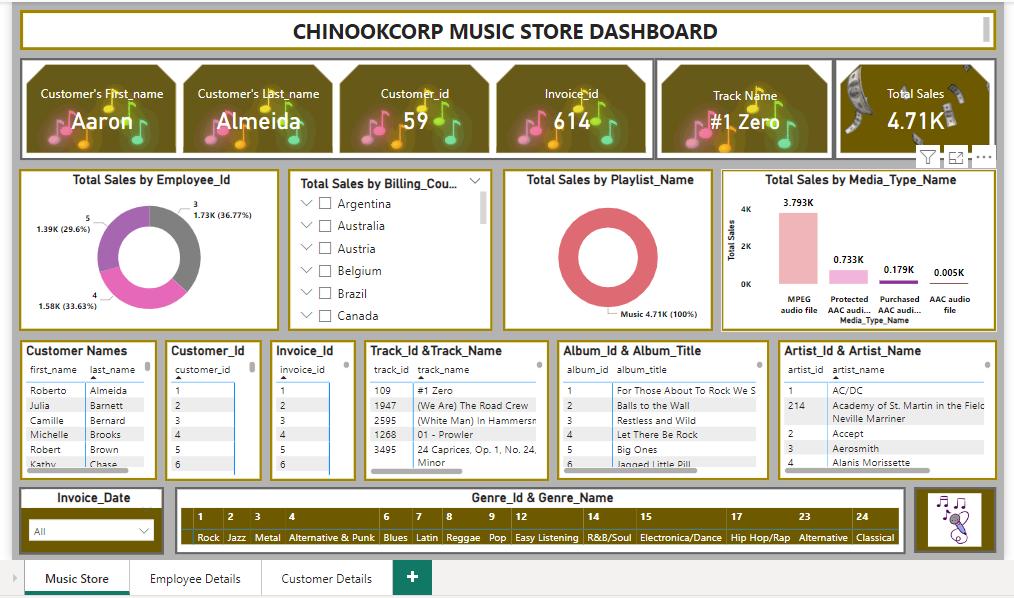 CHINOOKCORP MUSIC STORE DASHBOARD
Customer's First_name
Aaron
Customer's Last_name
Almeida
Customer_id
59
Invoice_id
614
Track Name
#1 Zero
Total Sales
4.71K
Total Sales by Employee_Id
3
1.73K (36.77%)
5
1.39K (29.6%)
4
1.58K (33.63%)
Total Sales by Billing_Cou...
Argentina
Australia
Austria
Belgium
Brazil
Canada
Total Sales by Playlist_Name
Music 4.71K (100%)
Total Sales by Media_Type_Name
Total Sales
4K
2K
0K
3.793K
0.733K
0.179K
0.005K
MPEG audio file
Protected AAC audi...
Purchased AAC audi...
AAC audio file
Media_Type_Name
Customer Names
first_name last_name
Roberto Almeida
Julia Barnett
Camille Bernard
Michelle Brooks
Robert Brown
Kathy Chase
Customer_Id
customer_id
1
2
3
4
5
6
Invoice_Id
invoice_id
1
2
3
4
5
6
Track_Id &Track_Name
track_id track_name
109 #1 Zero
1947 (We Are) The Road Crew
2595 (White Man) In Hammersm
1268 01 - Prowler
3495 24 Caprices, Op. 1, No. 24,
Minor
Album_Id & Album_Title
album_id album_title
1 For Those About To Rock We S
2 Balls to the Wall
3 Restless and Wild
4 Let There Be Rock
5 Big Ones
6 Jagged Little Pill
Artist_Id & Artist_Name
artist_id artist_name
1 AC/DC
214 Academy of St. Martin in the Field
Neville Marriner
2 Accept
3 Aerosmith
4 Alanis Morissette
Invoice_Date
All
Genre_Id & Genre_Name
1 2 3 4 6 7 8 9 12 14 15 17 23 24
Rock Jazz Metal Alternative & Punk Blues Latin Reggae Pop Easy Listening R&B/Soul Electronica/Dance Hip Hop/Rap Alternative Classical
Music Store
Employee Details
Customer Details
+